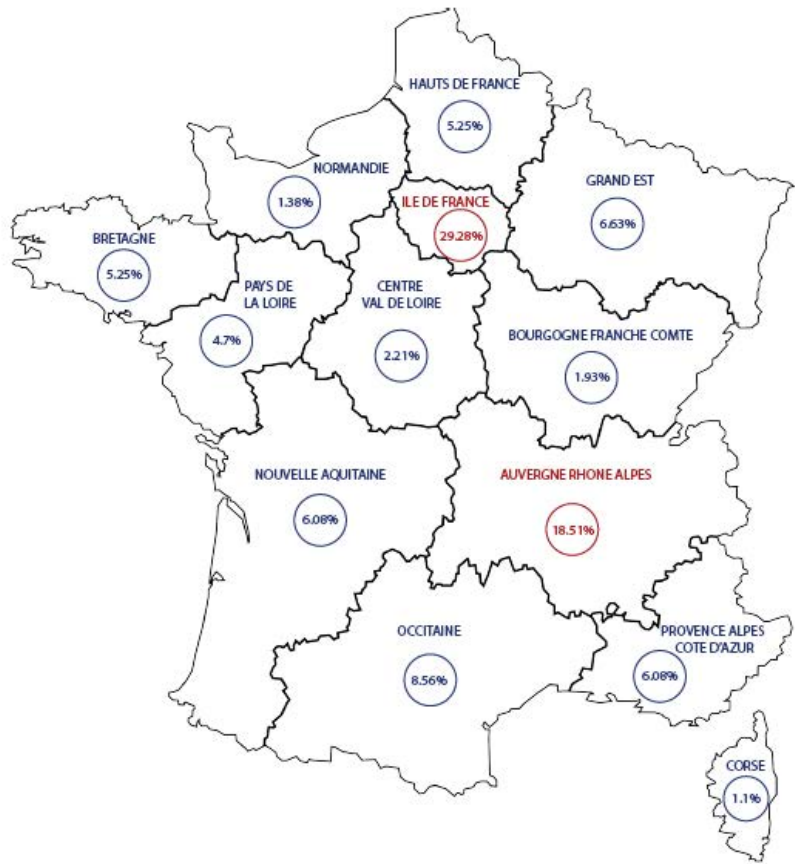 HAUTS DE FRANCE
5.25%
NORMANDIE
1.38%
ILE DE FRANCE
29.28%
GRAND EST
6.63%
BRETAGNE
5.25%
PAYS DE
LA LOIRE
4.7%
CENTRE
VAL DE LOIRE
2.21%
BOURGOGNE FRANCHE COMTE
1.93%
NOUVELLE AQUITAINE
6.08%
AUVERGNE RHONE ALPES
18.51%
OCCITAINE
8.56%
PROVENCE ALPES
COTE D'AZUR
6.08%
CORSE
1.1%